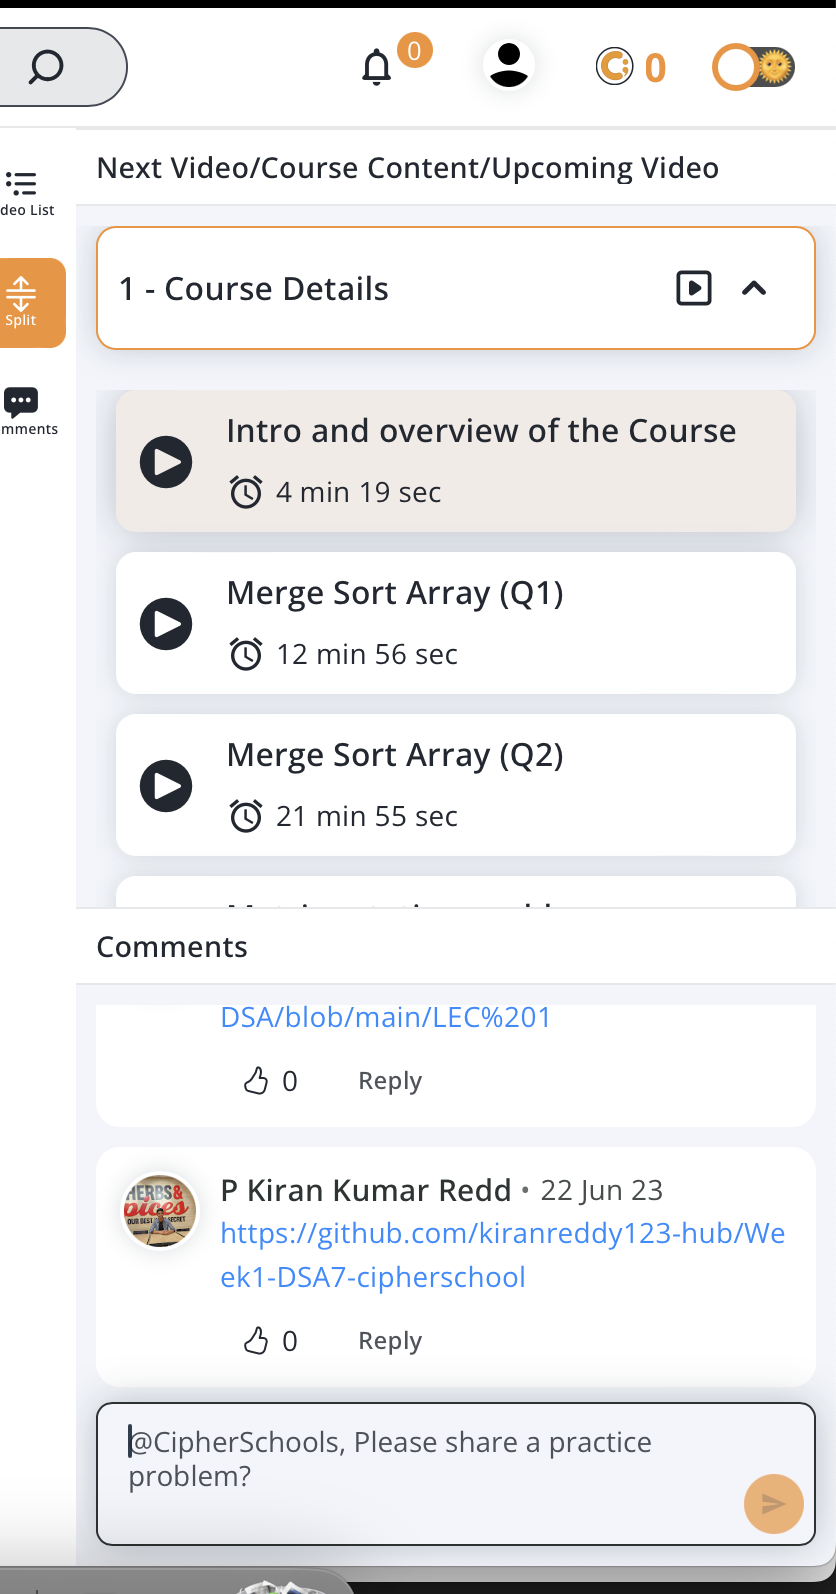 0
0
Next Video/Course Content/Upcoming Video
deo List
1 - Course Details
Split
mments
Intro and overview of the Course
4 min 19 sec
Merge Sort Array (Q1)
12 min 56 sec
Merge Sort Array (Q2)
21 min 55 sec
Comments
DSA/blob/main/LEC%201
0 Reply
P Kiran Kumar Redd • 22 Jun 23
https://github.com/kiranreddy123-hub/We
ek1-DSA7-cipherschool
0 Reply
@CipherSchools, Please share a practice
problem?